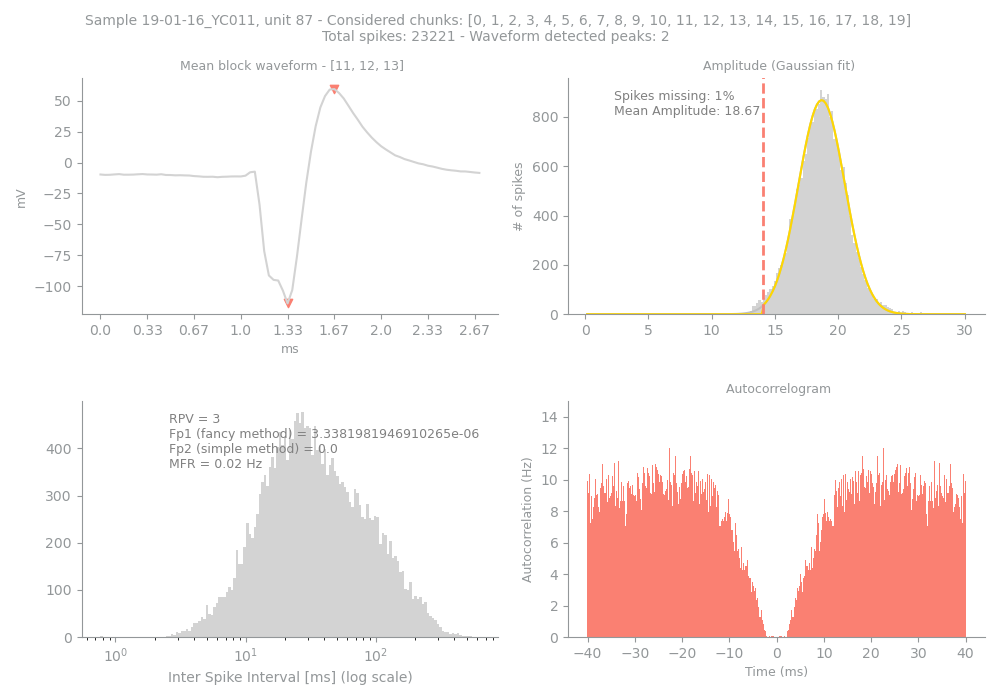 Sample 19-01-16_YC011, unit 87 - Considered chunks: [0, 1, 2, 3, 4, 5, 6, 7, 8, 9, 10, 11, 12, 13, 14, 15, 16, 17, 18, 19]
Total spikes: 23221 - Waveform detected peaks: 2
Mean block waveform - [11, 12, 13]
50
25
0
−25
−50
−75
−100
mV
0.0 0.33 0.67 1.0 1.33 1.67 2.0 2.33 2.67
ms
Amplitude (Gaussian fit)
Spikes missing: 1%
Mean Amplitude: 18.67
800
600
400
200
0
# of spikes
0 5 10 15 20 25 30
RPV = 3
Fp1 (fancy method) = 3.3381981946910265e-06
Fp2 (simple method) = 0.0
MFR = 0.02 Hz
400
300
200
100
0
10⁰ 10¹ 10²
Inter Spike Interval [ms] (log scale)
Autocorrelogram
14
12
10
8
6
4
2
0
Autocorrelation (Hz)
−40 −30 −20 −10 0 10 20 30 40
Time (ms)